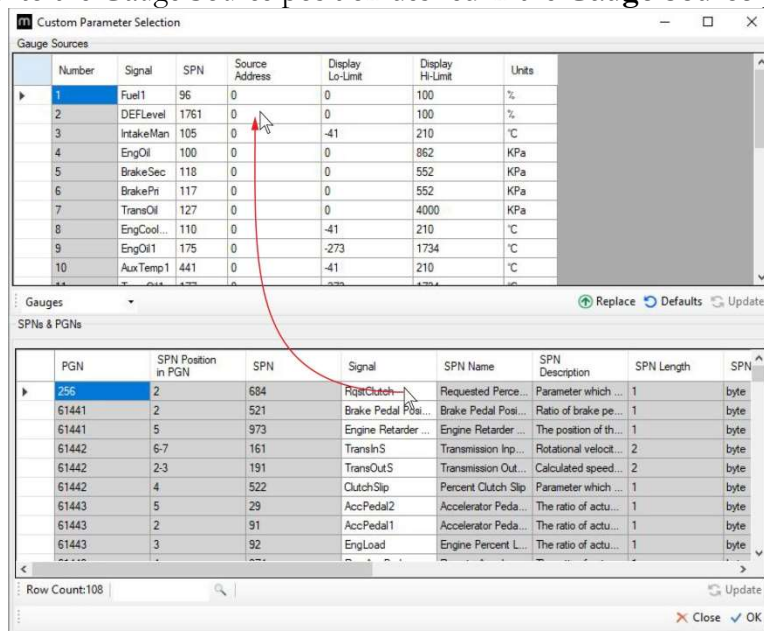 Custom Parameter Selection
Gauge Sources
Number Signal SPN Source Address Display Lo-Limit Display Hi-Limit Units
1 Fuel1 96 0 0 100 %
2 DEFLevel 1761 0 0 100 %
3 IntakeMan 105 0 -41 210 °C
4 EngOil 100 0 0 862 KPa
5 BrakeSec 118 0 0 552 KPa
6 BrakePri 117 0 0 552 KPa
7 TransOil 127 0 0 4000 KPa
8 EngCool... 110 0 -41 210 °C
9 EngOil1 175 0 -273 1734 °C
10 AuxTemp1 441 0 -41 210 °C
Gauges Replace Defaults Update
SPNs & PGNs
PGN SPN Position in PGN SPN Signal SPN Name SPN Description SPN Length SPN
256 2 684 RqstClutch Requested Perce... Parameter which ... 1 byte
61441 2 521 Brake Pedal Posi... Brake Pedal Posi... Ratio of brake pe... 1 byte
61441 5 973 Engine Retarder ... Engine Retarder ... The position of th... 1 byte
61442 6-7 161 TransInS Transmission Inp... Rotational velocit... 2 byte
61442 2-3 191 TransOutS Transmission Out... Calculated speed... 2 byte
61442 4 522 ClutchSlip Percent Clutch Slip Parameter which ... 1 byte
61443 5 29 AccPedal2 Accelerator Peda... The ratio of actu... 1 byte
61443 2 91 AccPedal1 Accelerator Peda... The ratio of actu... 1 byte
61443 3 92 EngLoad Engine Percent L... The ratio of actu... 1 byte
Row Count:108 Update
Close OK